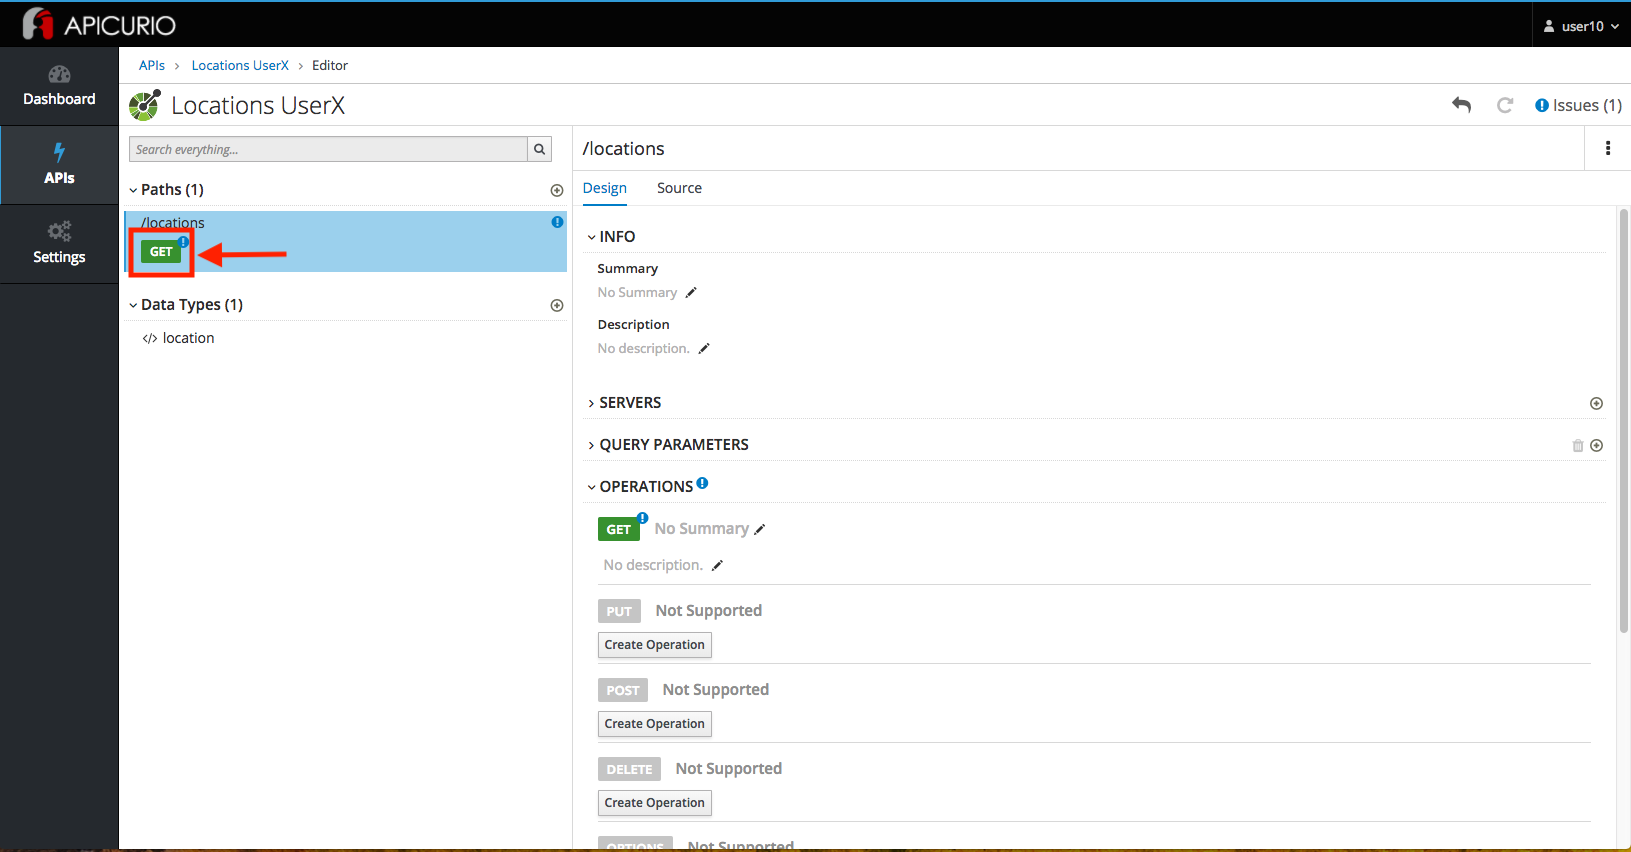 APICURIO
user10
Dashboard
APIs
Settings
APIs > Locations UserX > Editor
Locations UserX
Issues (1)
Search everything...
Paths (1)
/locations
GET
Data Types (1)
</> location
/locations
Design Source
INFO
Summary
No Summary
Description
No description.
SERVERS
QUERY PARAMETERS
OPERATIONS
GET No Summary
No description.
PUT Not Supported
Create Operation
POST Not Supported
Create Operation
DELETE Not Supported
Create Operation
OPTIONS Not Supported